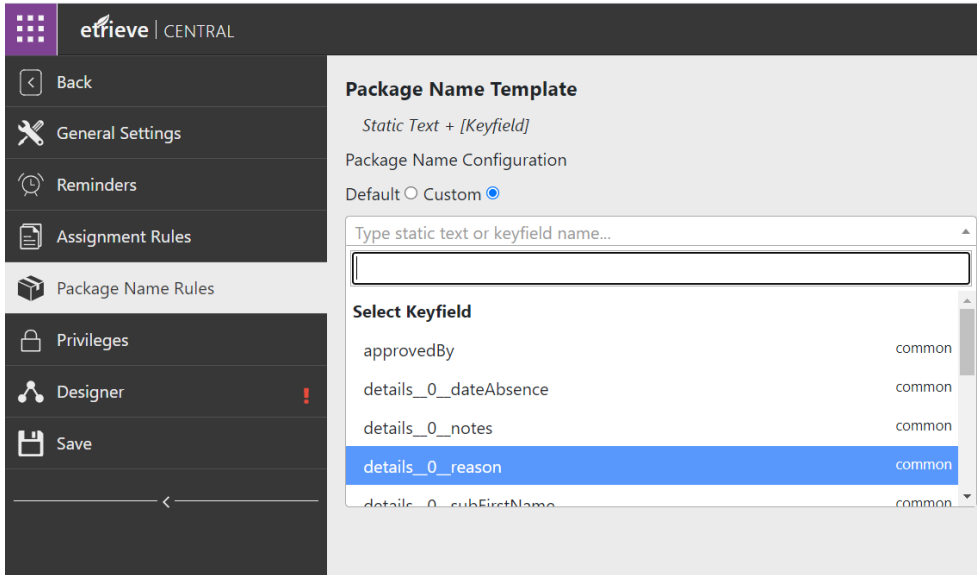 etrieve | CENTRAL
Back
General Settings
Reminders
Assignment Rules
Package Name Rules
Privileges
Designer !
Save
Package Name Template
Static Text + [Keyfield]
Package Name Configuration
Default Custom
Type static text or keyfield name...
Select Keyfield
approvedBy common
details__0__dateAbsence common
details__0__notes common
details__0__reason common
details__0__subFirstName common